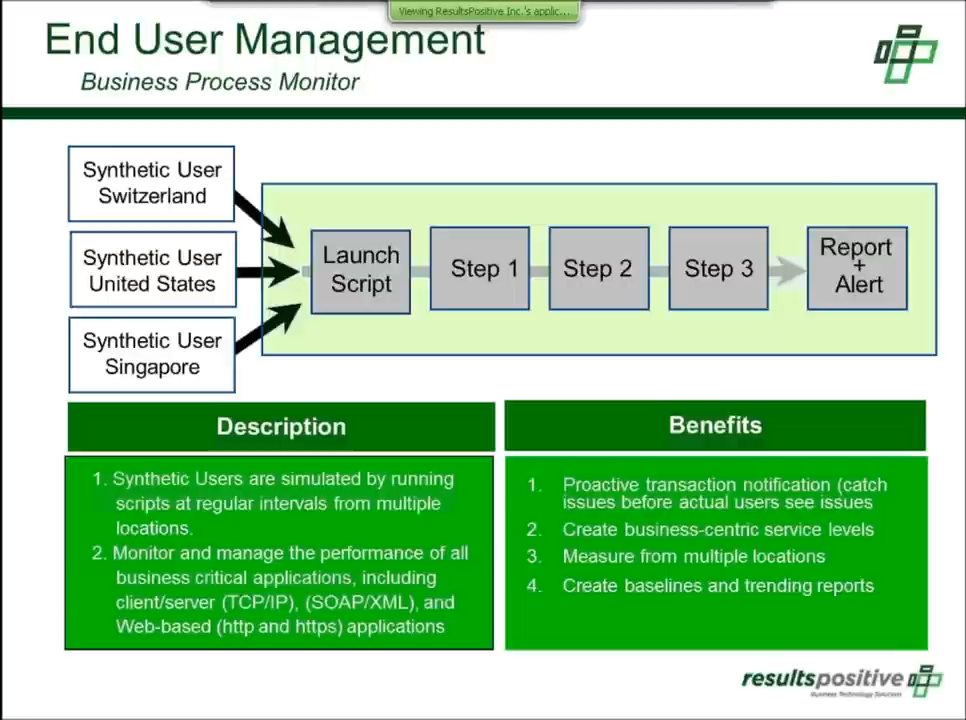 Viewing ResultsPositive Inc.'s applic...
End User Management
Business Process Monitor
Synthetic User
Switzerland
Synthetic User
United States
Synthetic User
Singapore
Launch
Script
Step 1
Step 2
Step 3
Report
+
Alert
Description
1. Synthetic Users are simulated by running
scripts at regular intervals from multiple
locations.
2. Monitor and manage the performance of all
business critical applications, including
client/server (TCP/IP), (SOAP/XML), and
Web-based (http and https) applications
Benefits
1. Proactive transaction notification (catch
issues before actual users see issues
2. Create business-centric service levels
3. Measure from multiple locations
4. Create baselines and trending reports
resultspositive
Business Technology Solutions